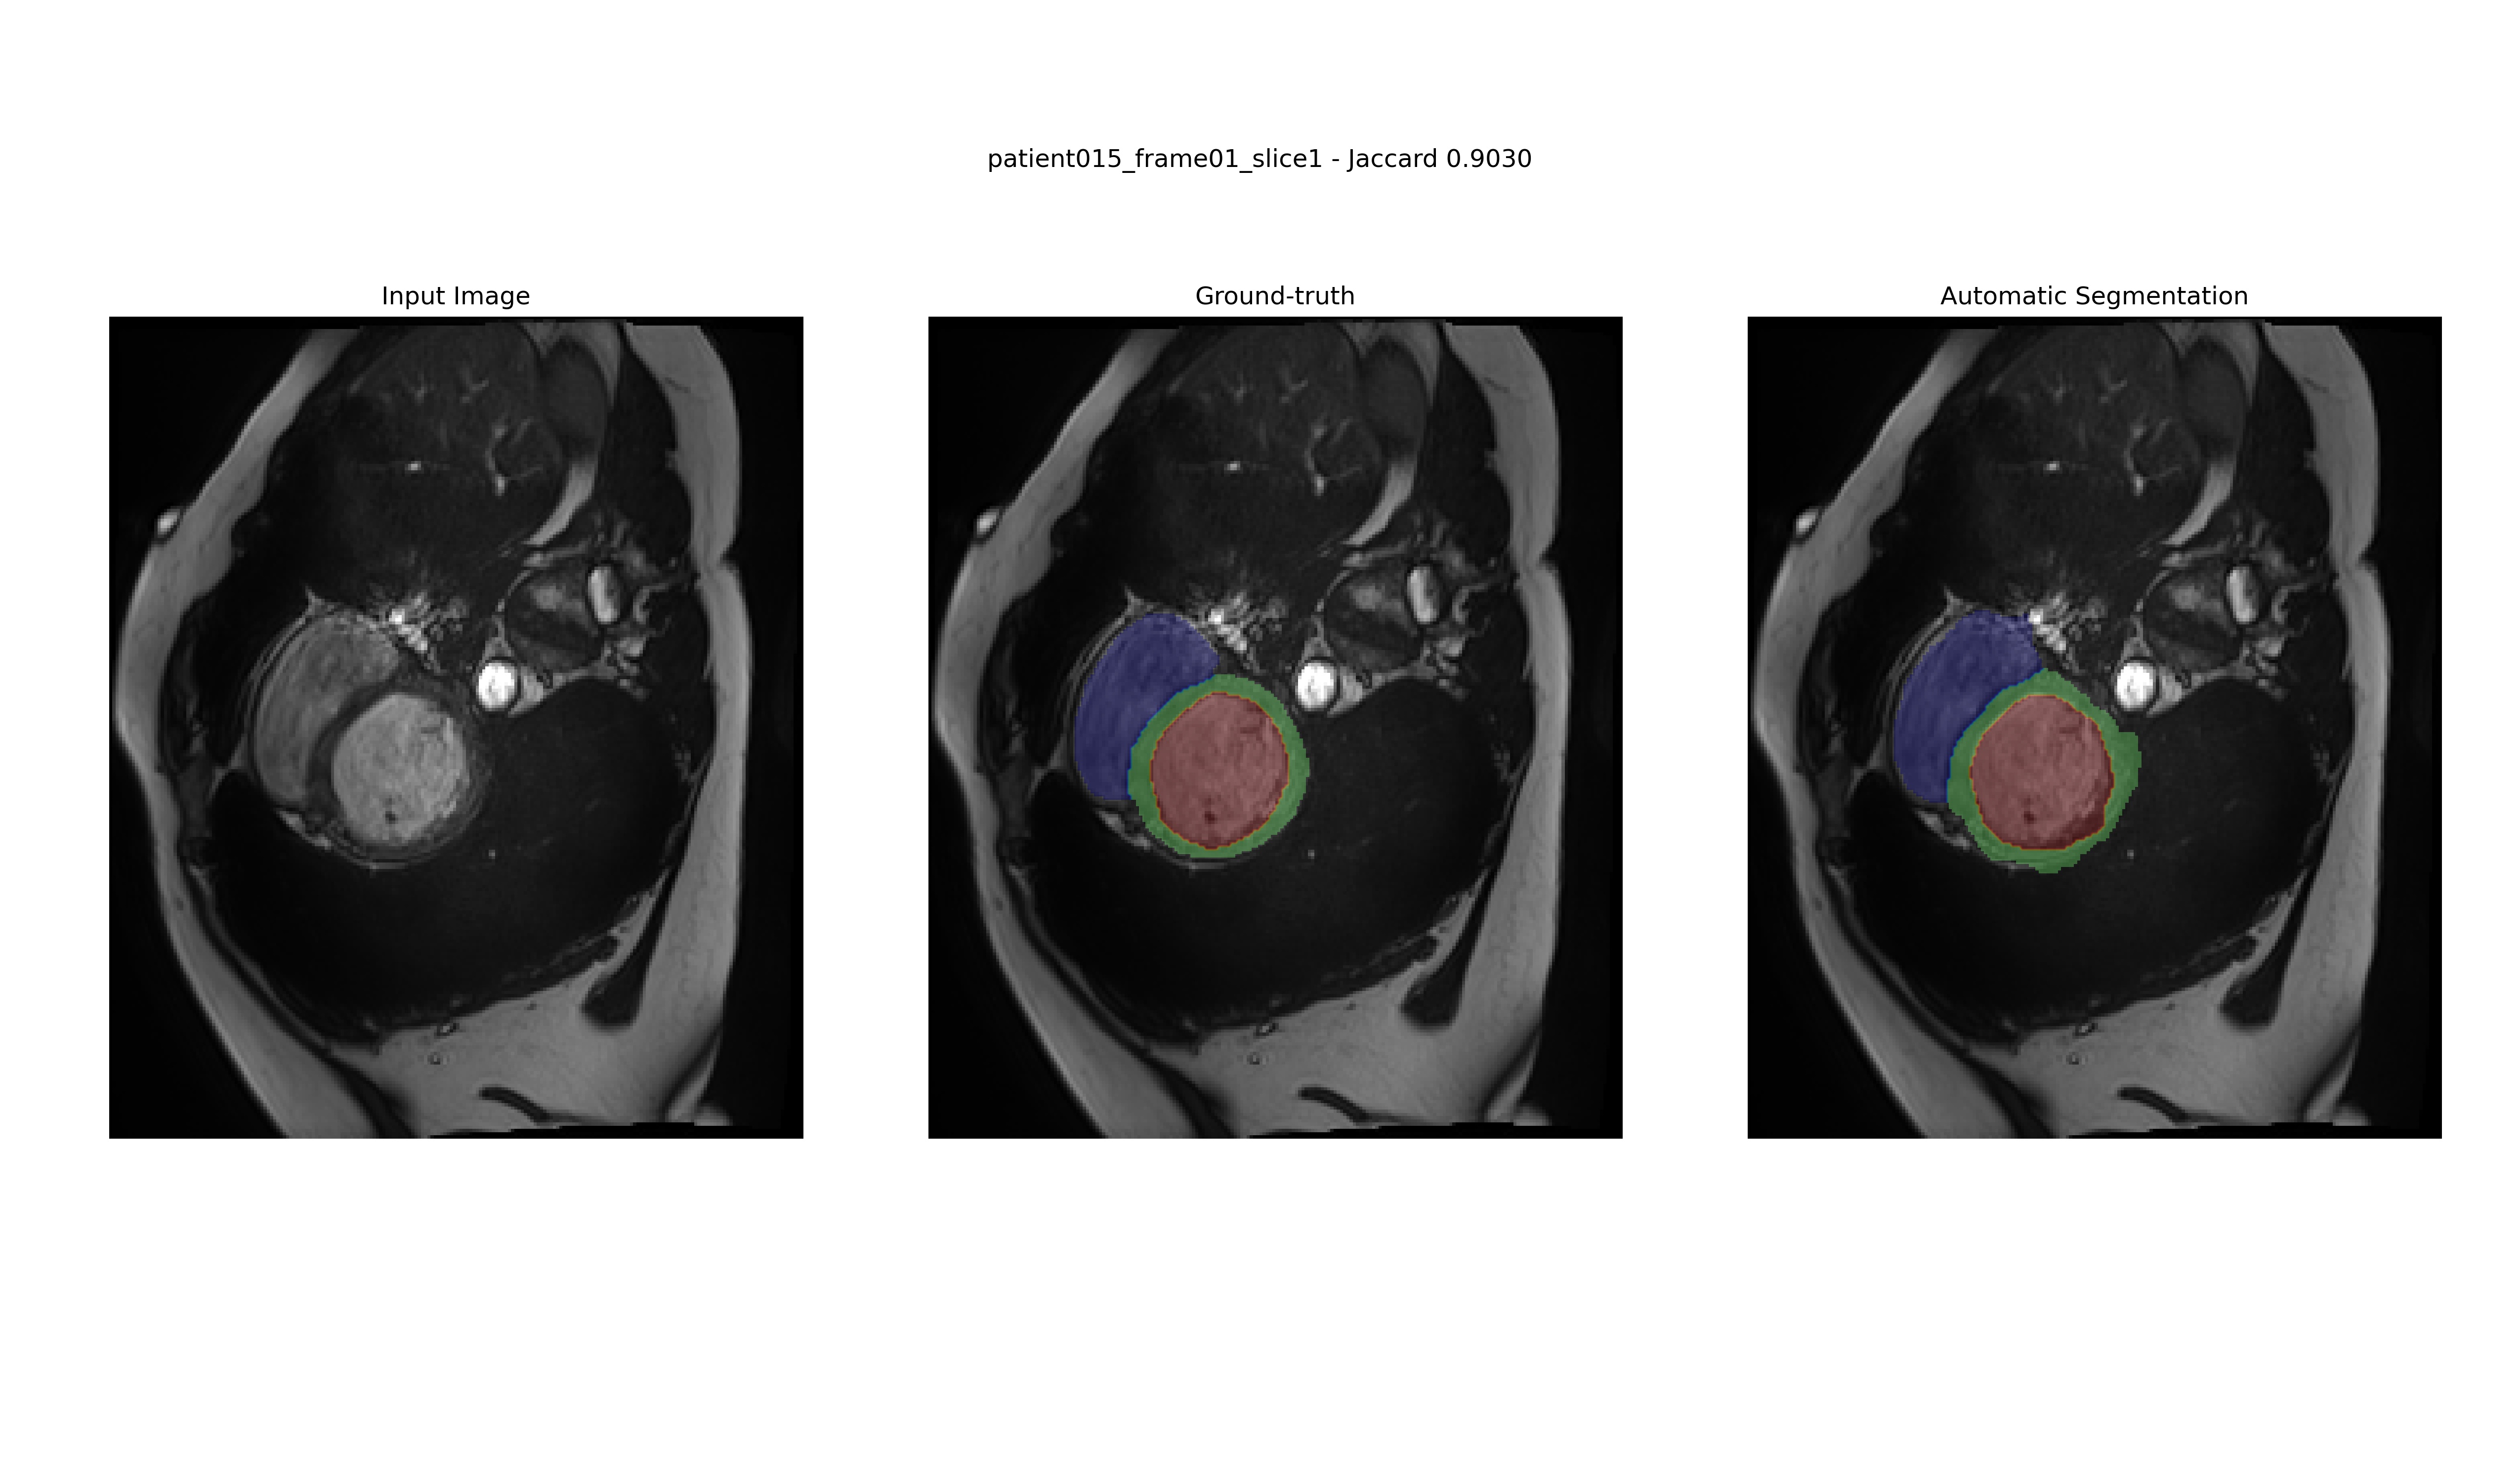 patient015_frame01_slice1 - Jaccard 0.9030
Input Image
Ground-truth
Automatic Segmentation